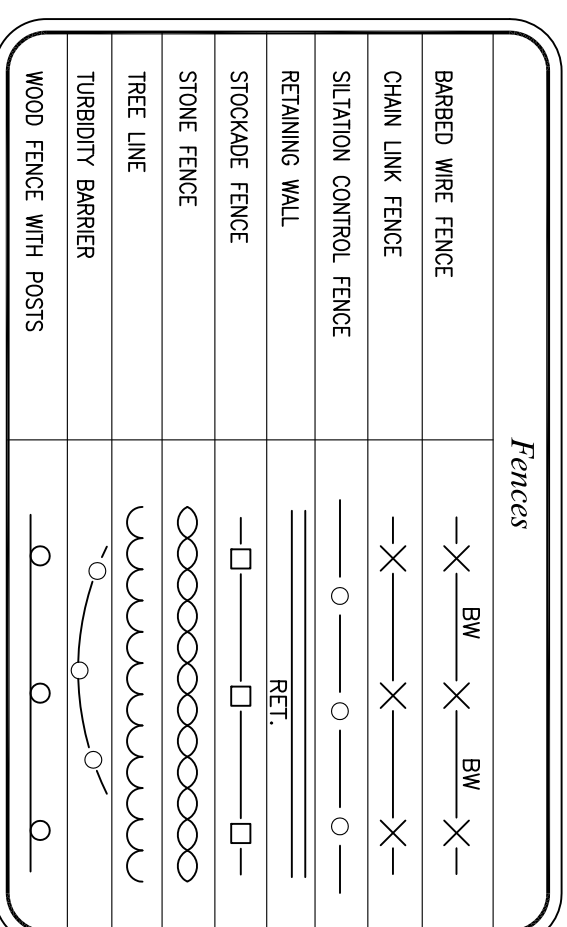 Fences
BARBED WIRE FENCE
BW BW
CHAIN LINK FENCE
SILTATION CONTROL FENCE
RETAINING WALL
RET.
STOCKADE FENCE
STONE FENCE
TREE LINE
TURBIDITY BARRIER
WOOD FENCE WITH POSTS